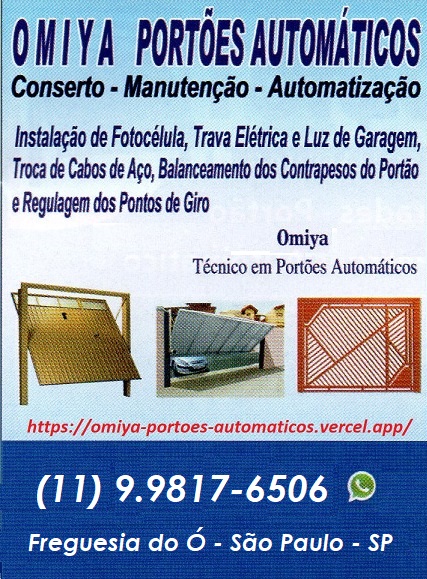 OMIYA PORTÕES AUTOMÁTICOS
Conserto - Manutenção - Automatização
Instalação de Fotocélula, Trava Elétrica e Luz de Garagem,
Troca de Cabos de Aço, Balanceamento dos Contrapesos do Portão
e Regulagem dos Pontos de Giro
Omiya
Técnico em Portões Automáticos
https://omiya-portoes-automaticos.vercel.app/
(11) 9.9817-6506
Freguesia do Ó - São Paulo - SP